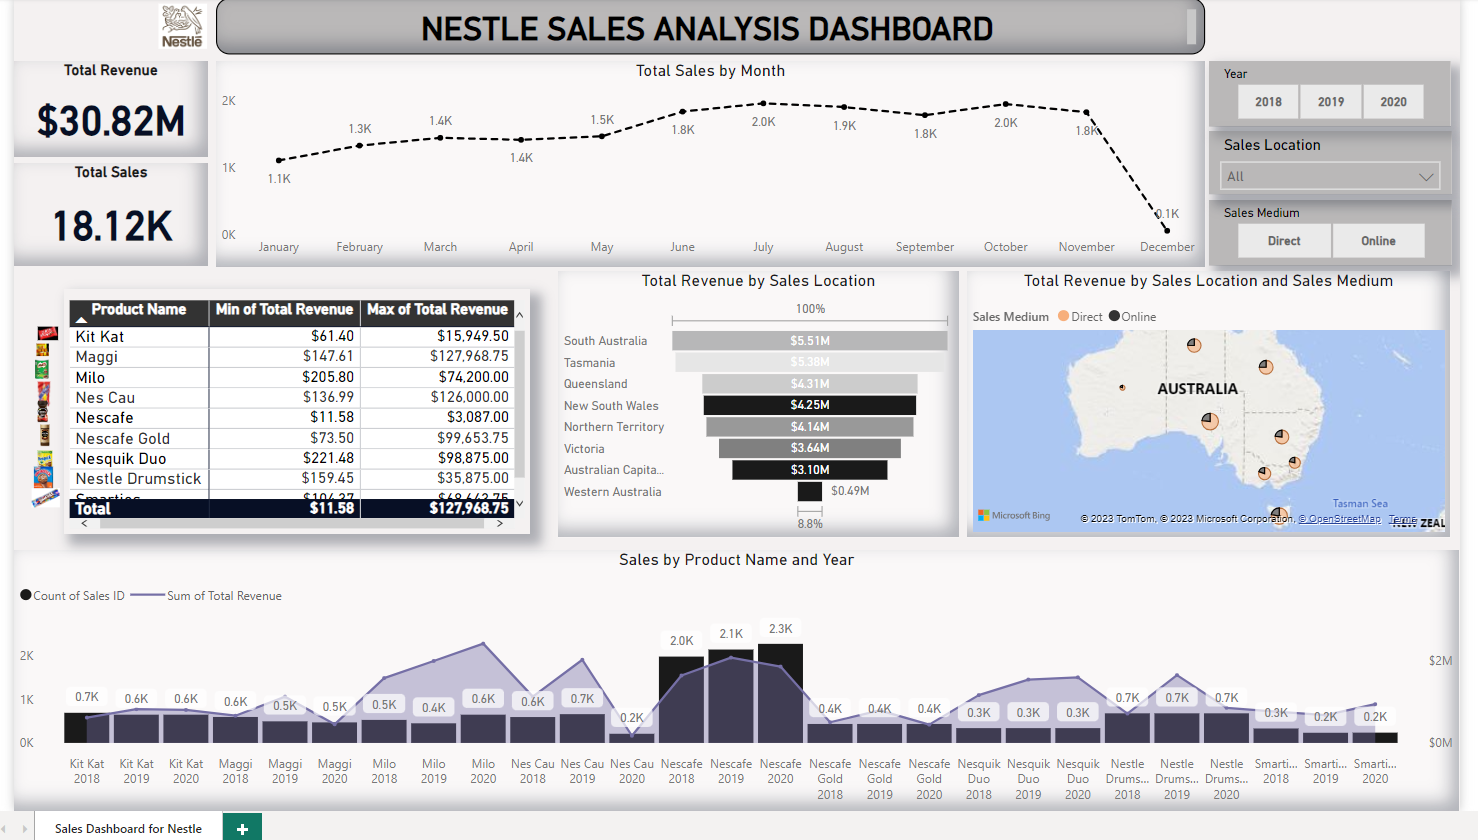 Nestlé
NESTLE SALES ANALYSIS DASHBOARD
Total Revenue
$30.82M
Total Sales
18.12K
Total Sales by Month
2K
1K
0K
1.1K
1.3K
1.4K
1.4K
1.5K
1.8K
2.0K
1.9K
1.8K
2.0K
1.8K
0.1K
January February March April May June July August September October November December
Year
2018 2019 2020
Sales Location
All
Sales Medium
Direct Online
Product Name Min of Total Revenue Max of Total Revenue
Kit Kat $61.40 $15,949.50
Maggi $147.61 $127,968.75
Milo $205.80 $74,200.00
Nes Cau $136.99 $126,000.00
Nescafe $11.58 $3,087.00
Nescafe Gold $73.50 $99,653.75
Nesquik Duo $221.48 $98,875.00
Nestle Drumstick $159.45 $35,875.00
Smarties
Total $11.58 $127,968.75
Total Revenue by Sales Location
100%
South Australia $5.51M
Tasmania $5.38M
Queensland $4.31M
New South Wales $4.25M
Northern Territory $4.14M
Victoria $3.64M
Australian Capita... $3.10M
Western Australia $0.49M
8.8%
Total Revenue by Sales Location and Sales Medium
Sales Medium Direct Online
AUSTRALIA
Tasman Sea
Microsoft Bing
© 2023 TomTom, © 2023 Microsoft Corporation, © OpenStreetMap Terms
NEW ZEAL
Sales by Product Name and Year
Count of Sales ID Sum of Total Revenue
2K
1K
0K
$2M
$0M
0.7K 0.6K 0.6K 0.6K 0.5K 0.5K 0.5K 0.4K 0.6K 0.6K 0.7K 0.2K 2.0K 2.1K 2.3K 0.4K 0.4K 0.4K 0.3K 0.3K 0.3K 0.7K 0.7K 0.7K 0.3K 0.2K 0.2K
Kit Kat Kit Kat Kit Kat Maggi Maggi Maggi Milo Milo Milo Nes Cau Nes Cau Nes Cau Nescafe Nescafe Nescafe Nescafe Nescafe Nescafe Nesquik Nesquik Nesquik Nestle Nestle Nestle Smarti... Smarti... Smarti...
2018 2019 2020 2018 2019 2020 2018 2019 2020 2018 2019 2020 2018 2019 2020 Gold Gold Gold Duo Duo Duo Drums... Drums... Drums... 2018 2019 2020
2018 2019 2020 2018 2019 2020 2018 2019 2020
Sales Dashboard for Nestle
+